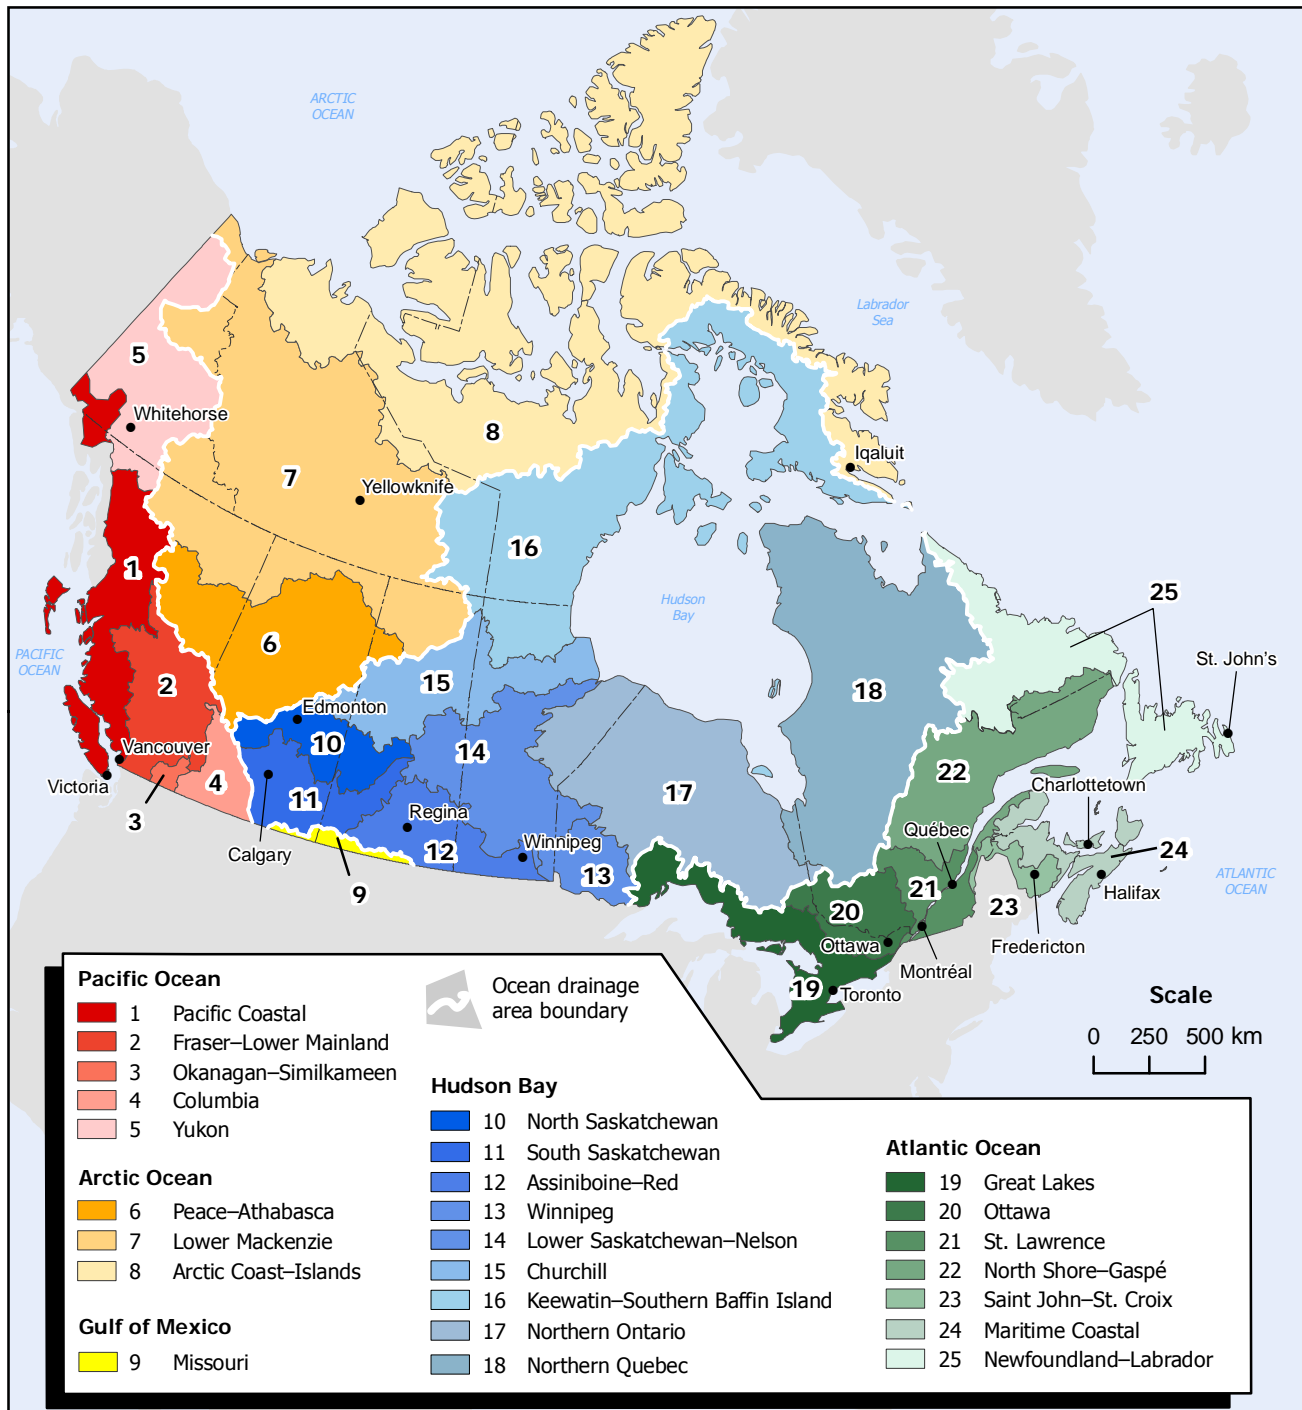 ARCTIC
OCEAN
Labrador
Sea
5
Whitehorse
8
Iqaluit
7
Yellowknife
16
1
25
Hudson
Bay
6
PACIFIC
OCEAN
St. John's
2
15
18
Edmonton
10
14
Vancouver
22
4
Victoria
Charlottetown
17
11
Regina
3
Québec
Winnipeg
12
Calgary
24
13
9
21
ATLANTIC
OCEAN
Halifax
23
20
Ottawa
Fredericton
Montréal
19
Toronto
Scale
0 250 500 km
Pacific Ocean
1 Pacific Coastal
2 Fraser–Lower Mainland
3 Okanagan–Similkameen
4 Columbia
5 Yukon
Arctic Ocean
6 Peace–Athabasca
7 Lower Mackenzie
8 Arctic Coast–Islands
Gulf of Mexico
9 Missouri
Ocean drainage
area boundary
Hudson Bay
10 North Saskatchewan
11 South Saskatchewan
12 Assiniboine–Red
13 Winnipeg
14 Lower Saskatchewan–Nelson
15 Churchill
16 Keewatin–Southern Baffin Island
17 Northern Ontario
18 Northern Quebec
Atlantic Ocean
19 Great Lakes
20 Ottawa
21 St. Lawrence
22 North Shore–Gaspé
23 Saint John–St. Croix
24 Maritime Coastal
25 Newfoundland–Labrador